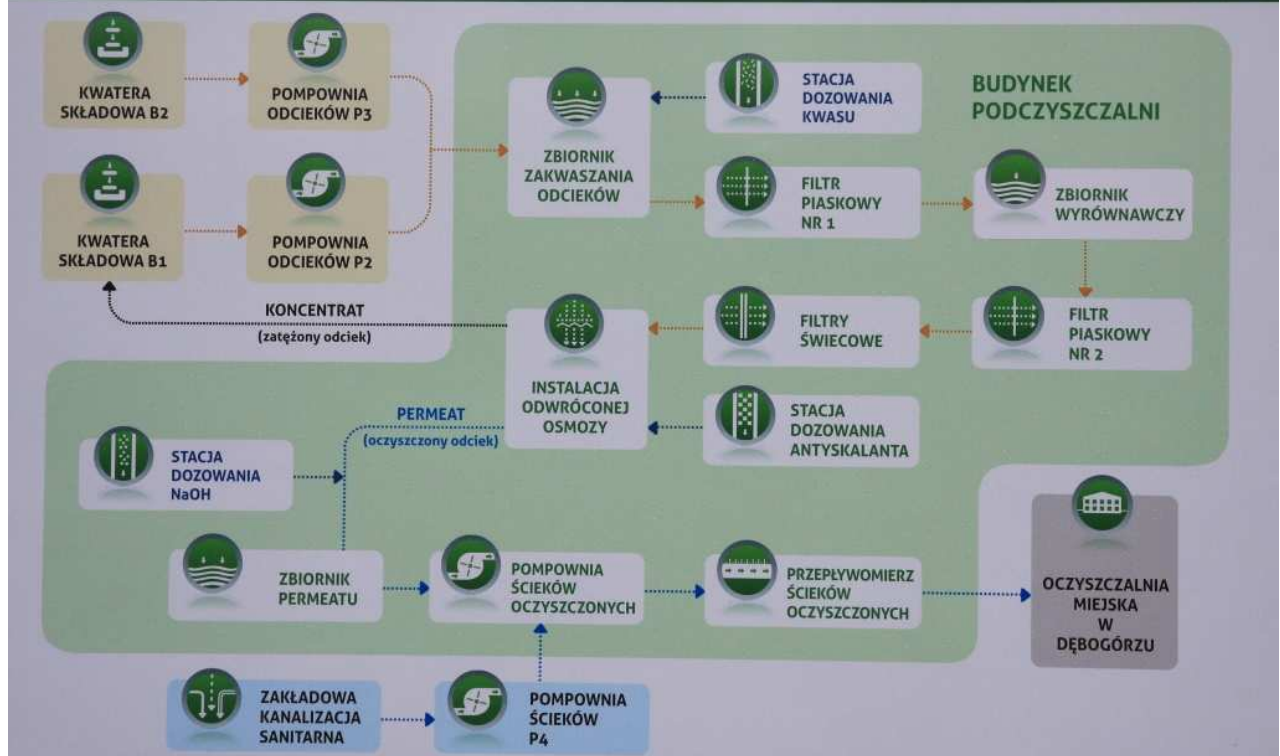 KWATERA
SKŁADOWA B2
POMPOWNIA
ODCIEKÓW P3
ZBIORNIK
ZAKWASZANIA
ODCIEKÓW
STACJA
DOZOWANIA
KWASU
BUDYNEK
PODCZYSZCZALNI
KWATERA
SKŁADOWA B1
POMPOWNIA
ODCIEKÓW P2
FILTR
PIASKOWY
NR 1
ZBIORNIK
WYRÓWNAWCZY
KONCENTRAT
(zatężony odciek)
INSTALACJA
ODWRÓCONEJ
OSMOZY
FILTRY
ŚWIECOWE
FILTR
PIASKOWY
NR 2
PERMEAT
(oczyszczony odciek)
STACJA
DOZOWANIA
ANTYSKALANTA
STACJA
DOZOWANIA
NaOH
ZBIORNIK
PERMEATU
POMPOWNIA
ŚCIEKÓW
OCZYSZCZONYCH
PRZEPŁYWOMIERZ
ŚCIEKÓW
OCZYSZCZONYCH
OCZYSZCZALNIA
MIEJSKA
W
DĘBOGÓRZU
ZAKŁADOWA
KANALIZACJA
SANITARNA
POMPOWNIA
ŚCIEKÓW
P4